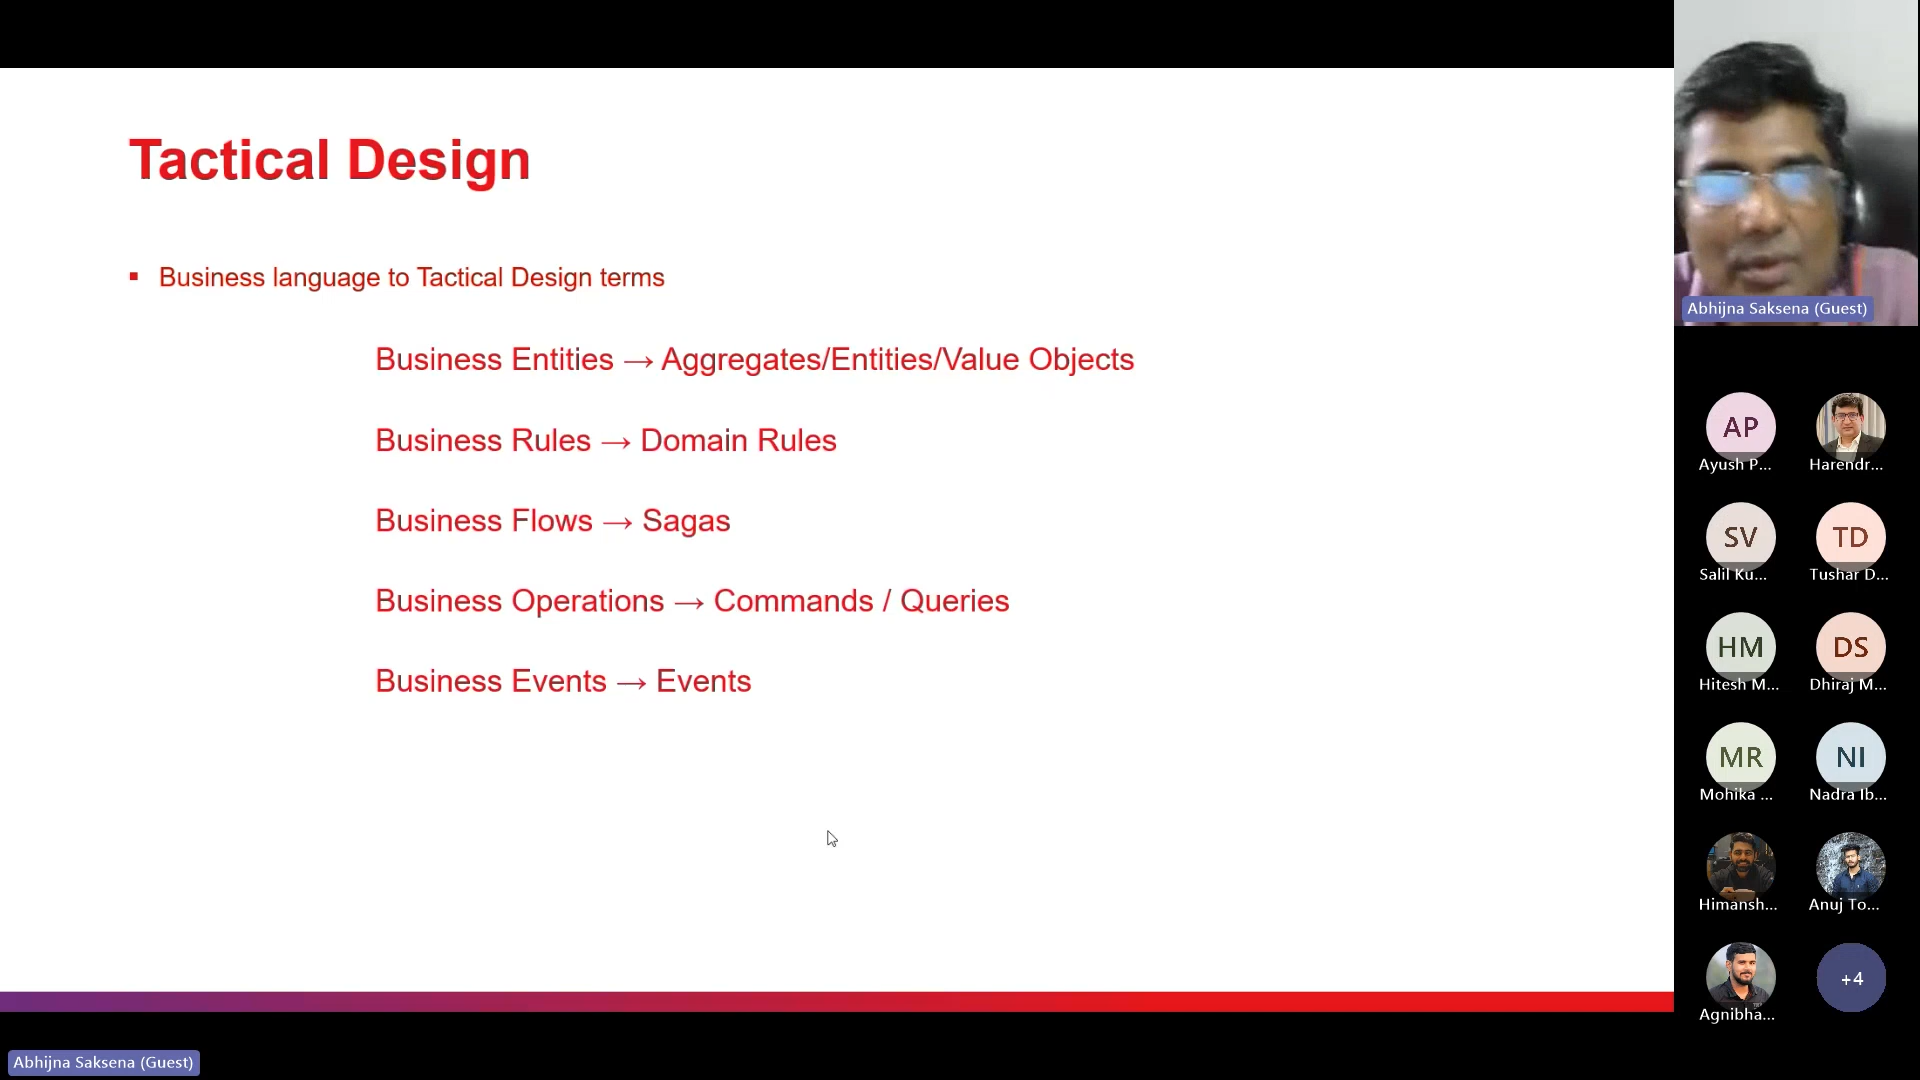 Tactical Design
▪ Business language to Tactical Design terms
Business Entities → Aggregates/Entities/Value Objects
Business Rules → Domain Rules
Business Flows → Sagas
Business Operations → Commands / Queries
Business Events → Events
Abhijna Saksena (Guest)
AP
Ayush P...
Harendr...
SV
Salil Ku...
TD
Tushar D...
HM
Hitesh M...
DS
Dhiraj M...
MR
Mohika ...
NI
Nadra Ib...
Himansh...
Anuj To...
Agnibha...
+4
Abhijna Saksena (Guest)